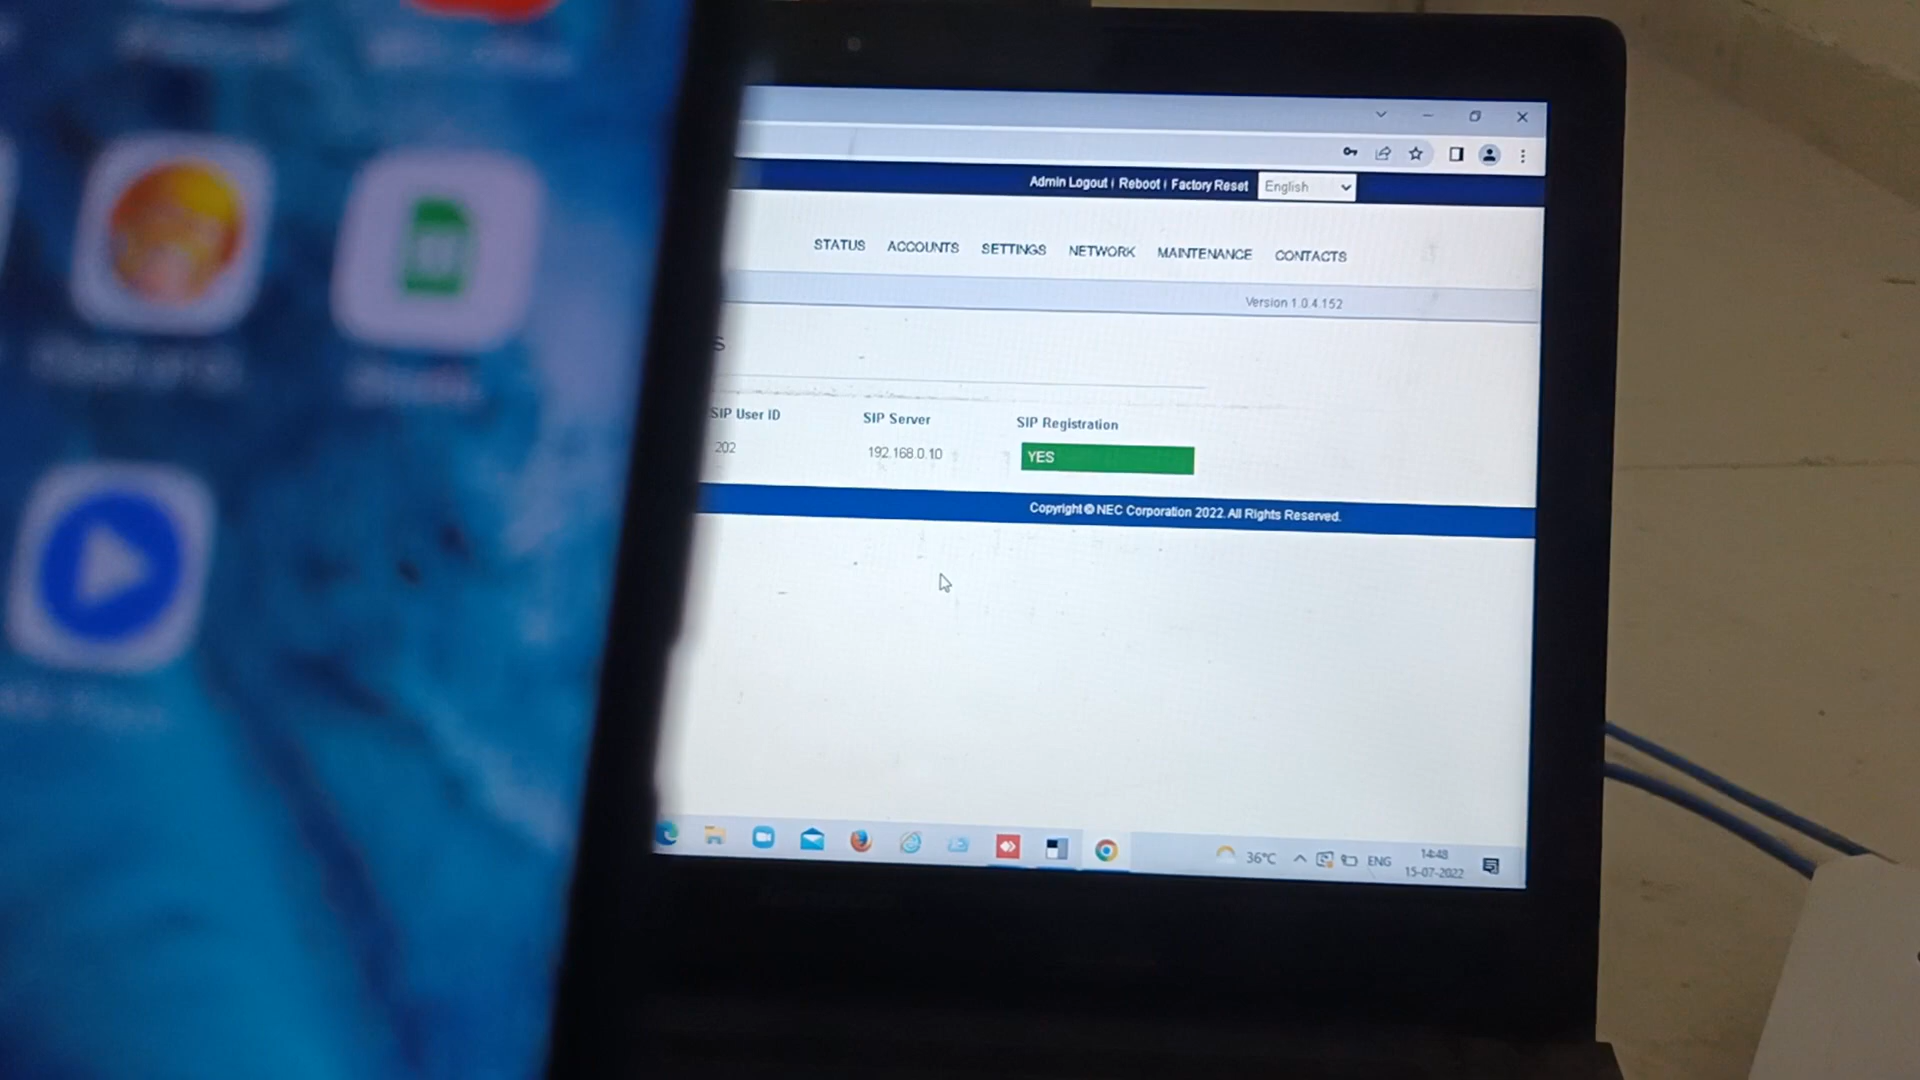 Admin Logout | Reboot | Factory Reset English
STATUS ACCOUNTS SETTINGS NETWORK MAINTENANCE CONTACTS
Version 1.0.4.152
S
SIP User ID SIP Server SIP Registration
202 192.168.0.10 YES
Copyright © NEC Corporation 2022. All Rights Reserved.
36°C ENG 14:48
15-07-2022